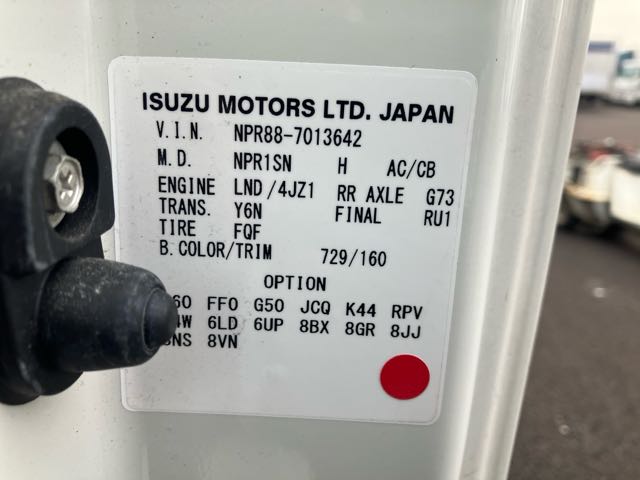 ISUZU MOTORS LTD. JAPAN
V.I.N. NPR88-7013642
M.D. NPR1SN H AC/CB
ENGINE LND/4JZ1 RR AXLE G73
TRANS. Y6N FINAL RU1
TIRE FQF
B.COLOR/TRIM 729/160
OPTION
FF0 G50 JCQ K44 RPV
6LD 6UP 8BX 8GR 8JJ
8VN